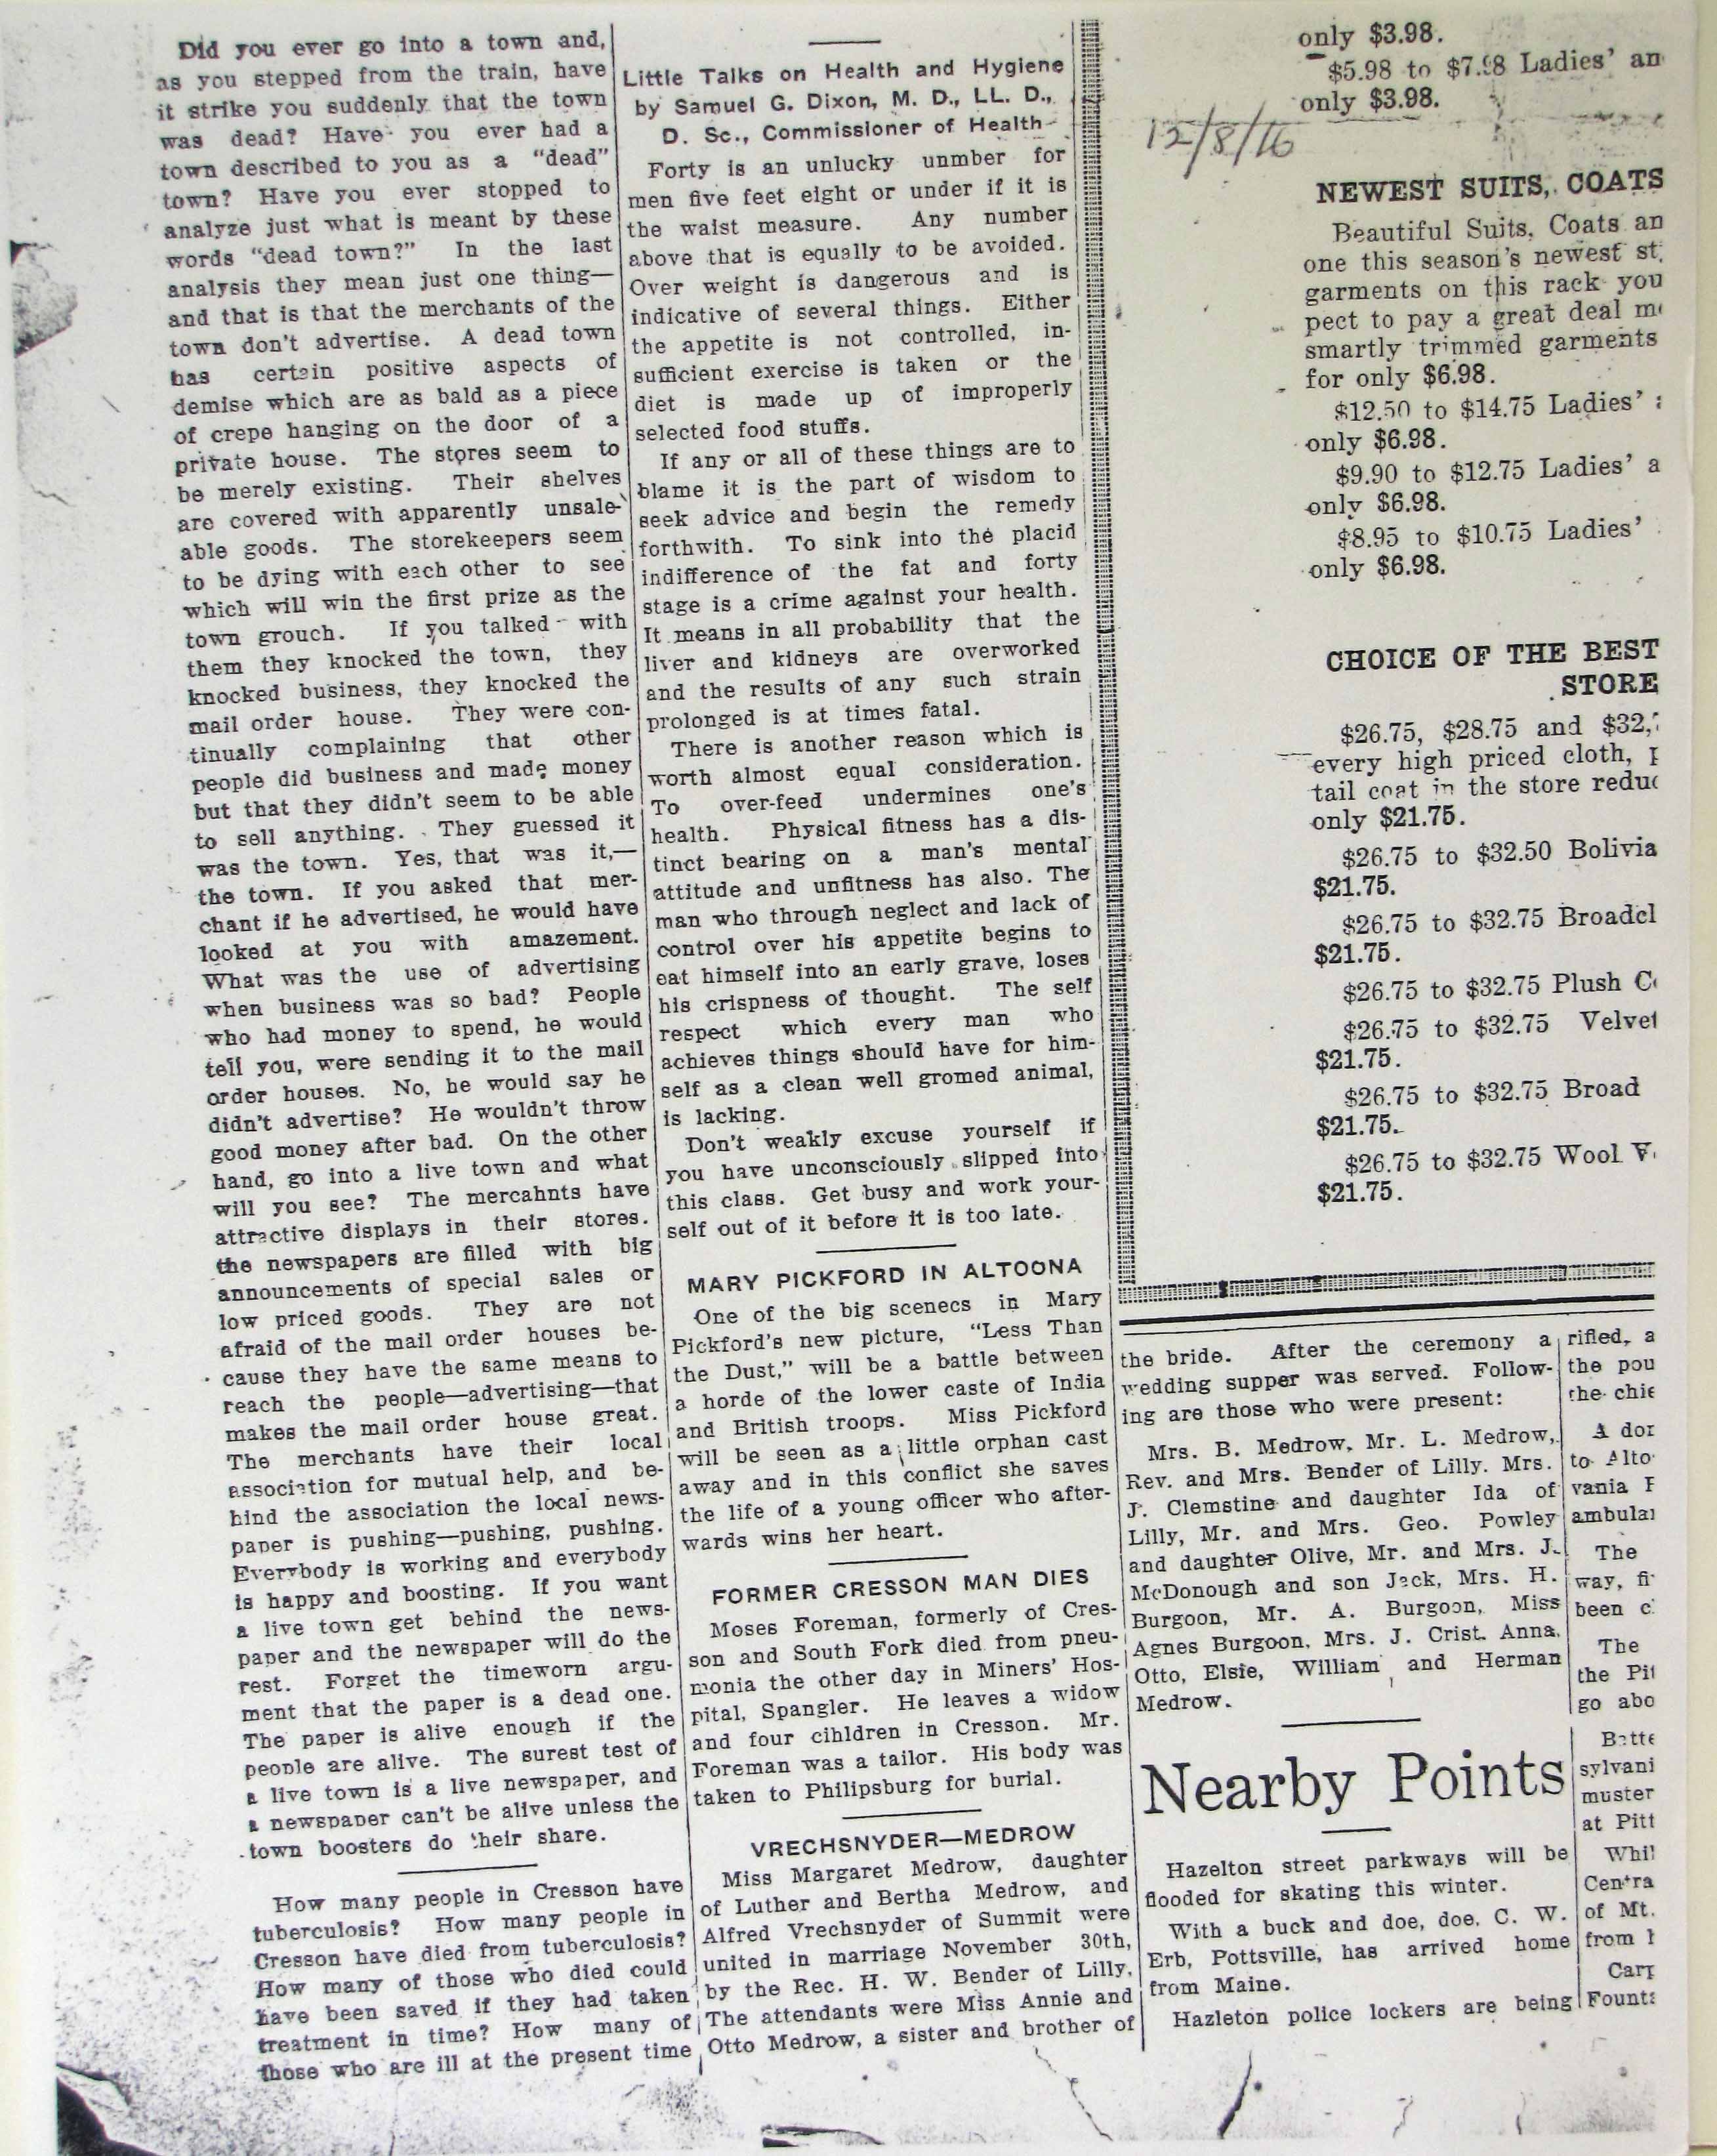 Did you ever go into a town and,
as you stepped from the train, have
it strike you suddenly that the town
was dead? Have you ever had a
town described to you as a "dead"
town? Have you ever stopped to
analyze just what is meant by these
words "dead town?" In the last
analysis they mean just one thing—
and that is that the merchants of the
town don't advertise. A dead town
has certain positive aspects of
demise which are as bald as a piece
of crepe hanging on the door of a
private house. The stores seem to
be merely existing. Their shelves
are covered with apparently unsale-
able goods. The storekeepers seem
to be dying with each other to see
which will win the first prize as the
town grouch. If you talked with
them they knocked the town, they
knocked business, they knocked the
mail order house. They were con-
tinually complaining that other
people did business and made money
but that they didn't seem to be able
to sell anything. They guessed it
was the town. Yes, that was it,—
the town. If you asked that mer-
chant if he advertised, he would have
looked at you with amazement.
What was the use of advertising
when business was so bad? People
who had money to spend, he would
tell you, were sending it to the mail
order houses. No, he would say he
didn't advertise? He wouldn't throw
good money after bad. On the other
hand, go into a live town and what
will you see? The mercahnts have
attractive displays in their stores.
the newspapers are filled with big
announcements of special sales or
low priced goods. They are not
afraid of the mail order houses be-
cause they have the same means to
reach the people—advertising—that
makes the mail order house great.
The merchants have their local
association for mutual help, and be-
hind the association the local news-
paper is pushing—pushing, pushing.
Everybody is working and everybody
is happy and boosting. If you want
a live town get behind the news-
paper and the newspaper will do the
rest. Forget the timeworn argu-
ment that the paper is a dead one.
The paper is alive enough if the
people are alive. The surest test of
a live town is a live newspaper, and
a newspaper can't be alive unless the
town boosters do their share.
How many people in Cresson have
tuberculosis? How many people in
Cresson have died from tuberculosis?
How many of those who died could
have been saved if they had taken
treatment in time? How many of
those who are ill at the present time
Little Talks on Health and Hygiene
by Samuel G. Dixon, M. D., LL. D.,
D. Sc., Commissioner of Health
Forty is an unlucky unmber for
men five feet eight or under if it is
the waist measure. Any number
above that is equally to be avoided.
Over weight is dangerous and is
indicative of several things. Either
the appetite is not controlled, in-
sufficient exercise is taken or the
diet is made up of improperly
selected food stuffs.
If any or all of these things are to
blame it is the part of wisdom to
seek advice and begin the remedy
forthwith. To sink into the placid
indifference of the fat and forty
stage is a crime against your health.
It means in all probability that the
liver and kidneys are overworked
and the results of any such strain
prolonged is at times fatal.
There is another reason which is
worth almost equal consideration.
To over-feed undermines one's
health. Physical fitness has a dis-
tinct bearing on a man's mental
attitude and unfitness has also. The
man who through neglect and lack of
control over his appetite begins to
eat himself into an early grave, loses
his crispness of thought. The self
respect which every man who
achieves things should have for him-
self as a clean well gromed animal,
is lacking.
Don't weakly excuse yourself if
you have unconsciously slipped into
this class. Get busy and work your-
self out of it before it is too late.
MARY PICKFORD IN ALTOONA
One of the big scenecs in Mary
Pickford's new picture, "Less Than
the Dust," will be a battle between
a horde of the lower caste of India
and British troops. Miss Pickford
will be seen as a little orphan cast
away and in this conflict she saves
the life of a young officer who after-
wards wins her heart.
FORMER CRESSON MAN DIES
Moses Foreman, formerly of Cres-
son and South Fork died from pneu-
monia the other day in Miners' Hos-
pital, Spangler. He leaves a widow
and four cihldren in Cresson. Mr.
Foreman was a tailor. His body was
taken to Philipsburg for burial.
VRECHSNYDER—MEDROW
Miss Margaret Medrow, daughter
of Luther and Bertha Medrow, and
Alfred Vrechsnyder of Summit were
united in marriage November 30th,
by the Rec. H. W. Bender of Lilly,
The attendants were Miss Annie and
Otto Medrow, a sister and brother of
only $3.98.
$5.98 to $7.98 Ladies' an
only $3.98.
12/8/16
NEWEST SUITS, COATS
Beautiful Suits, Coats an
one this season's newest st
garments on this rack you
pect to pay a great deal m
smartly trimmed garments
for only $6.98.
$12.50 to $14.75 Ladies'
only $6.98.
$9.90 to $12.75 Ladies' a
only $6.98.
$8.95 to $10.75 Ladies'
only $6.98.
CHOICE OF THE BEST
STORE
$26.75, $28.75 and $32,
every high priced cloth, p
tail coat in the store reduc
only $21.75.
$26.75 to $32.50 Bolivia
$21.75.
$26.75 to $32.75 Broadcl
$21.75.
$26.75 to $32.75 Plush C
$26.75 to $32.75 Velvet
$21.75.
$26.75 to $32.75 Broad
$21.75.
$26.75 to $32.75 Wool V
$21.75.
the bride. After the ceremony a
wedding supper was served. Follow-
ing are those who were present:
Mrs. B. Medrow, Mr. L. Medrow,
Rev. and Mrs. Bender of Lilly. Mrs.
J. Clemstine and daughter Ida of
Lilly, Mr. and Mrs. Geo. Powley
and daughter Olive, Mr. and Mrs. J.
McDonough and son Jack, Mrs. H.
Burgoon, Mr. A. Burgoon, Miss
Agnes Burgoon, Mrs. J. Crist. Anna,
Otto, Elsie, William and Herman
Medrow.
Nearby Points
Hazelton street parkways will be
flooded for skating this winter.
With a buck and doe, doe, C. W.
Erb, Pottsville, has arrived home
from Maine.
Hazleton police lockers are being
rifled, a
the pou
the chie
A dor
to Alto
vania F
ambular
The
way, fi
been c
The
the Pit
go abo
Batte
sylvani
muster
at Pitt
Whil
Centra
of Mt.
from
Carr
Founta